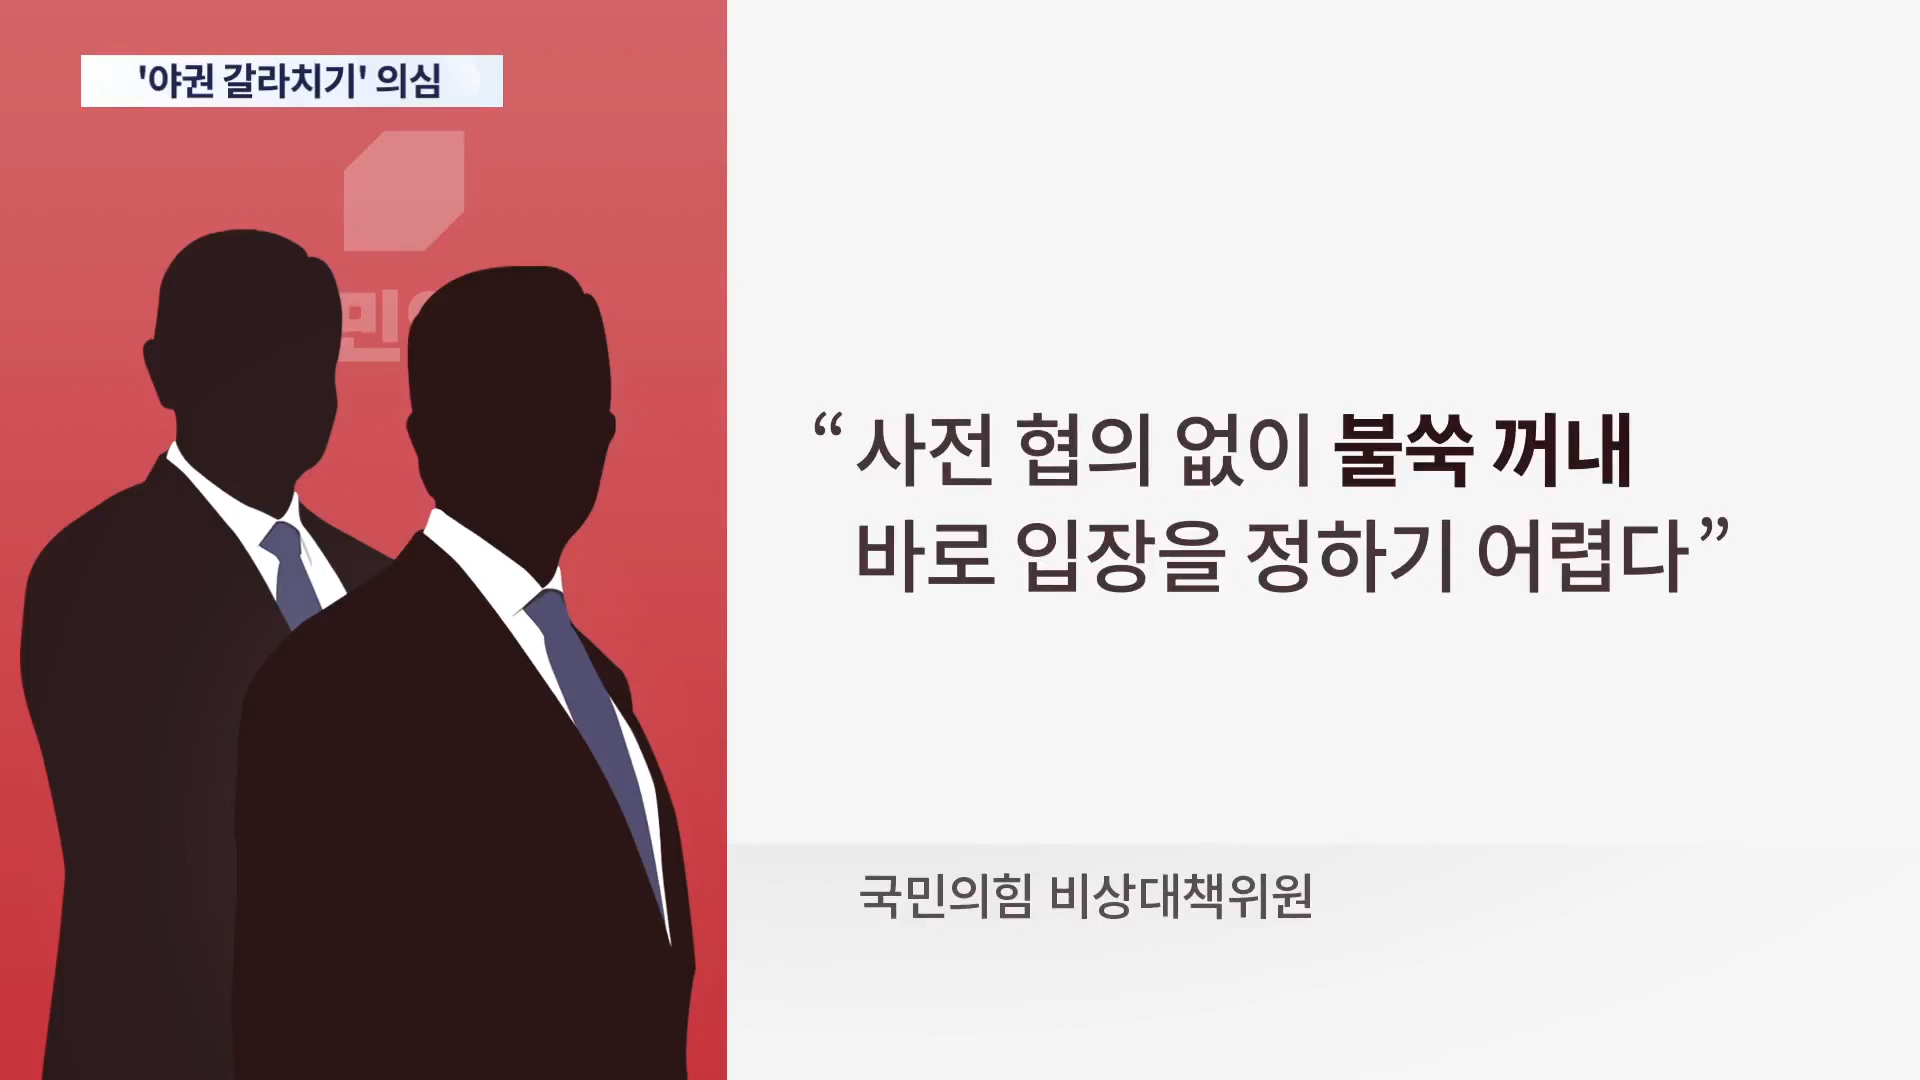 '야권 갈라치기' 의심
민
“사전 협의 없이 불쑥 꺼내
바로 입장을 정하기 어렵다”
국민의힘 비상대책위원